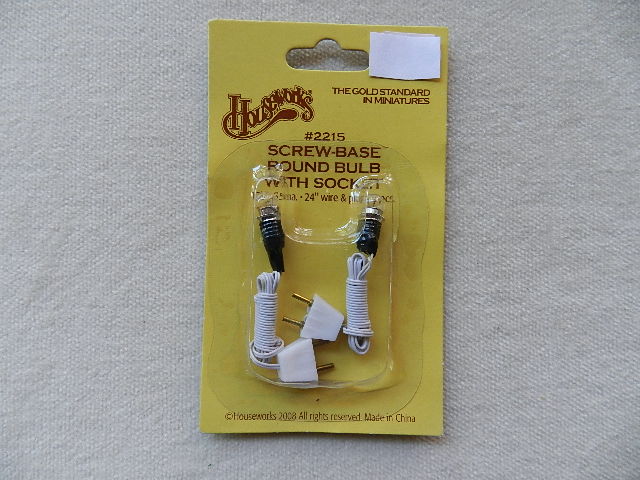 Houseworks
THE GOLD STANDARD
IN MINIATURES
#2215
SCREW-BASE
ROUND BULB
WITH SOCKET
24" wire &
©Houseworks 2008 All rights reserved. Made in China